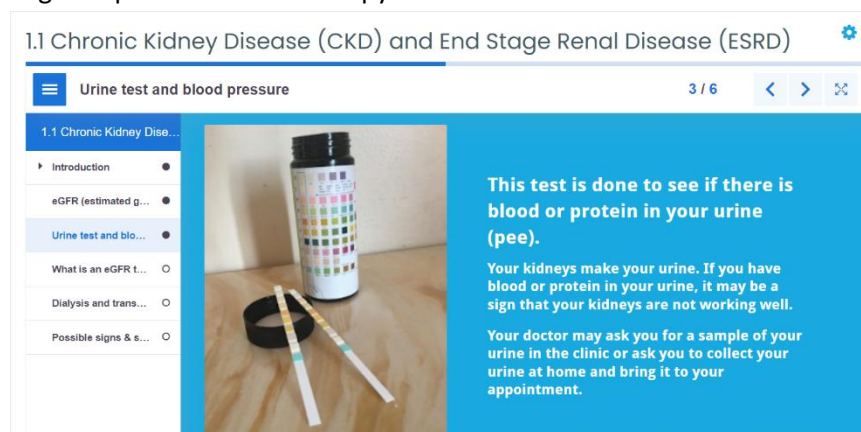 1.1 Chronic Kidney Disease (CKD) and End Stage Renal Disease (ESRD)
Urine test and blood pressure
3 / 6
1.1 Chronic Kidney Dise...
Introduction
eGFR (estimated g...
Urine test and blo...
What is an eGFR t...
Dialysis and trans...
Possible signs & s...
This test is done to see if there is
blood or protein in your urine
(pee).
Your kidneys make your urine. If you have
blood or protein in your urine, it may be a
sign that your kidneys are not working well.
Your doctor may ask you for a sample of your
urine in the clinic or ask you to collect your
urine at home and bring it to your
appointment.